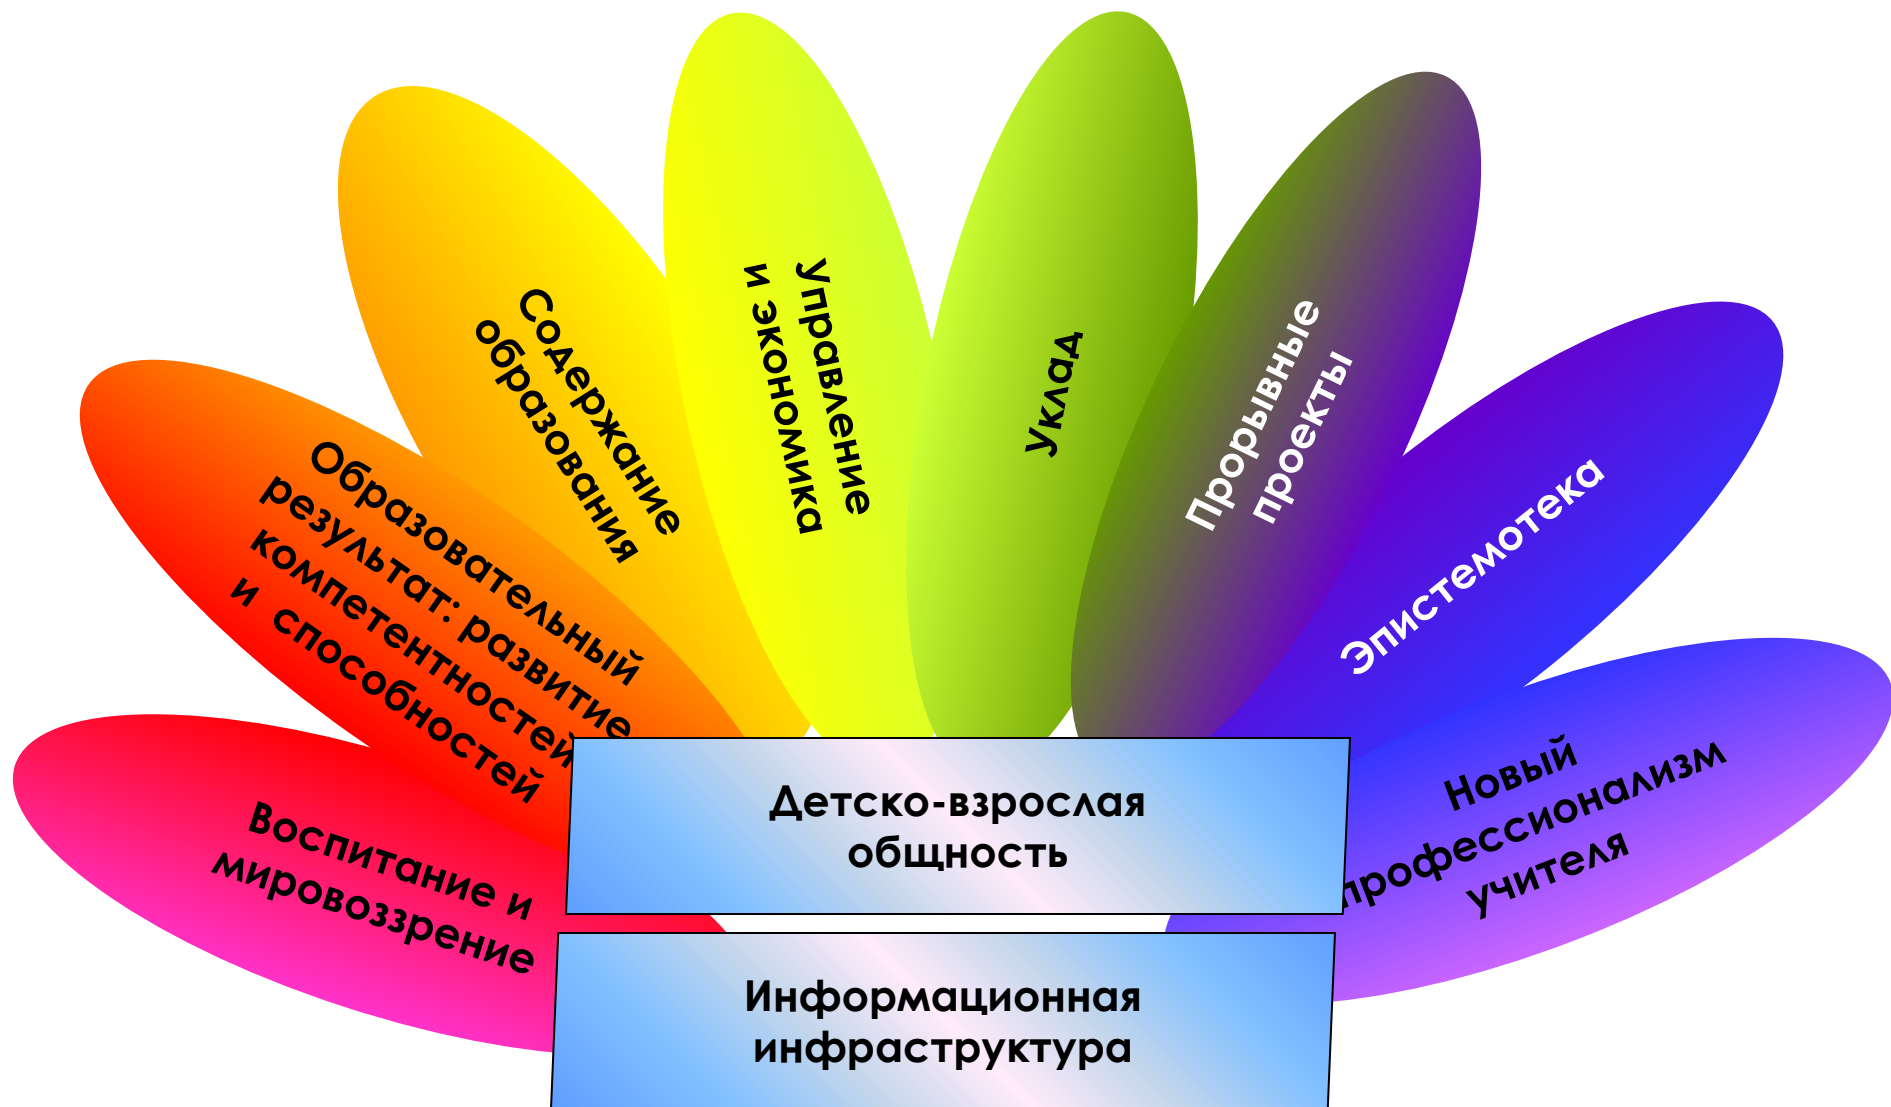 Воспитание и
мировоззрение
Образовательный
результат: развитие
компетентностей
и способностей
Содержание
образования
Управление
и экономика
Уклад
Прорывные
проекты
Эпистемотека
Новый
профессионализм
учителя
Детско-взрослая
общность
Информационная
инфраструктура